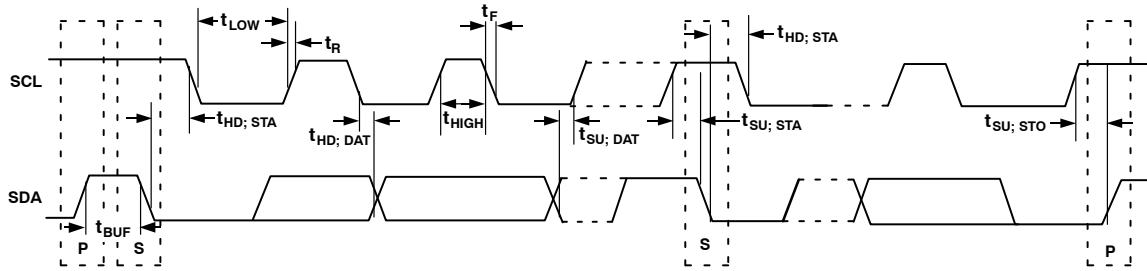 tLOW
tF
tR
tHD; STA
SCL
tHD; STA
tHD; DAT
tHIGH
tSU; DAT
tSU; STA
tSU; STO
SDA
tBUF
P
S
S
P